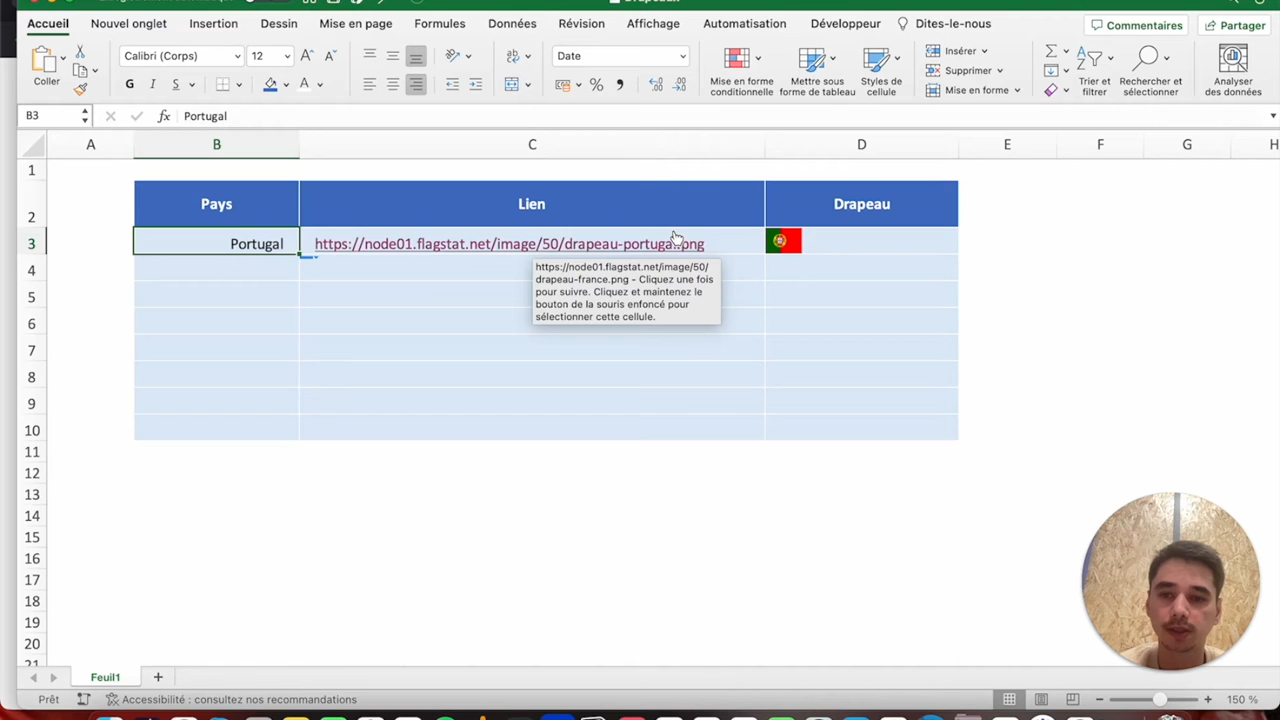 Accueil Nouvel onglet Insertion Dessin Mise en page Formules Données Révision Affichage Automatisation Développeur Dites-le-nous Commentaires Partager
Coller
Calibri (Corps) 12
G I S
Date
Mise en forme conditionnelle
Mettre sous forme de tableau
Styles de cellule
Insérer
Supprimer
Mise en forme
Trier et filtrer
Rechercher et sélectionner
Analyser des données
B3 fx Portugal
A B C D E F G H
1
2 Pays Lien Drapeau
3 Portugal https://node01.flagstat.net/image/50/drapeau-portugal.png
https://node01.flagstat.net/image/50/
drapeau-france.png - Cliquez une fois
pour suivre. Cliquez et maintenez le
bouton de la souris enfoncé pour
sélectionner cette cellule.
4
5
6
7
8
9
10
11
12
13
14
15
16
17
18
19
20
21
Feuil1 +
Prêt Accessibilité : consultez nos recommandations 150 %